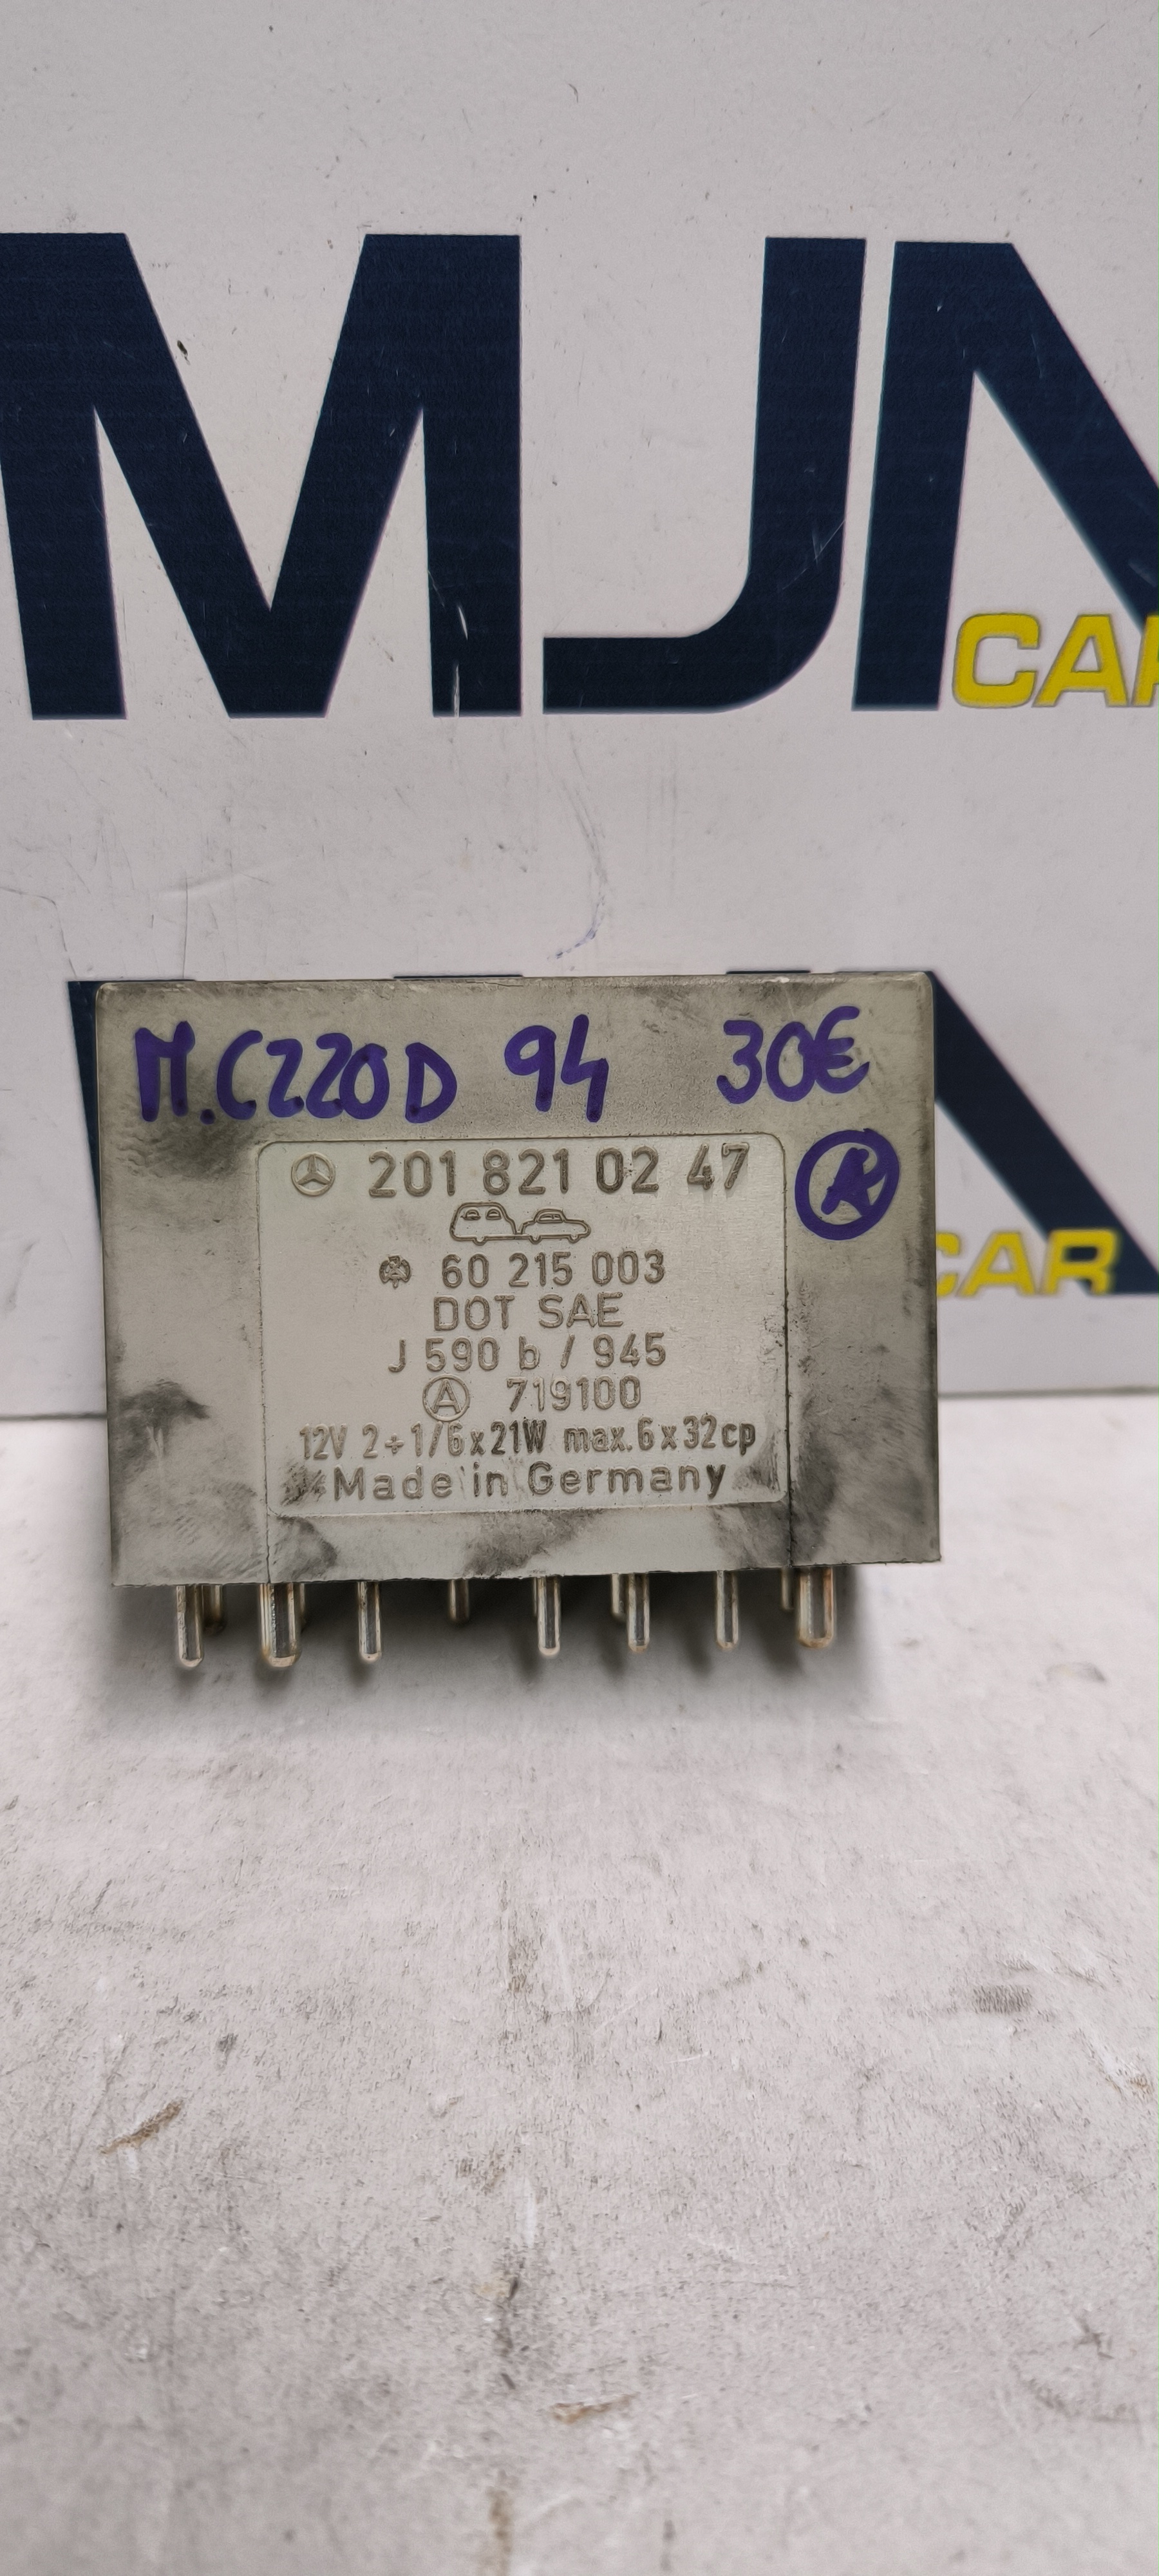 MJN
CAR
M.C220D 94 30€
201 821 02 47
60 215 003
DOT SAE
J 590 b / 945
A 719100
12V 2+1/6x21W max.6x32cp
Made in Germany
CAR